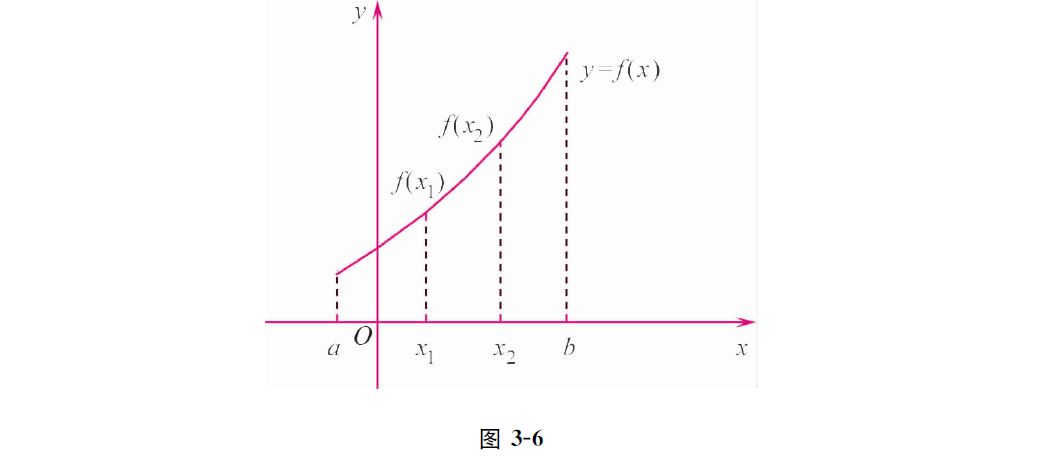 y
y=f(x)
f(x₂)
f(x₁)
O
a
x₁
x₂
b
x
图 3-6